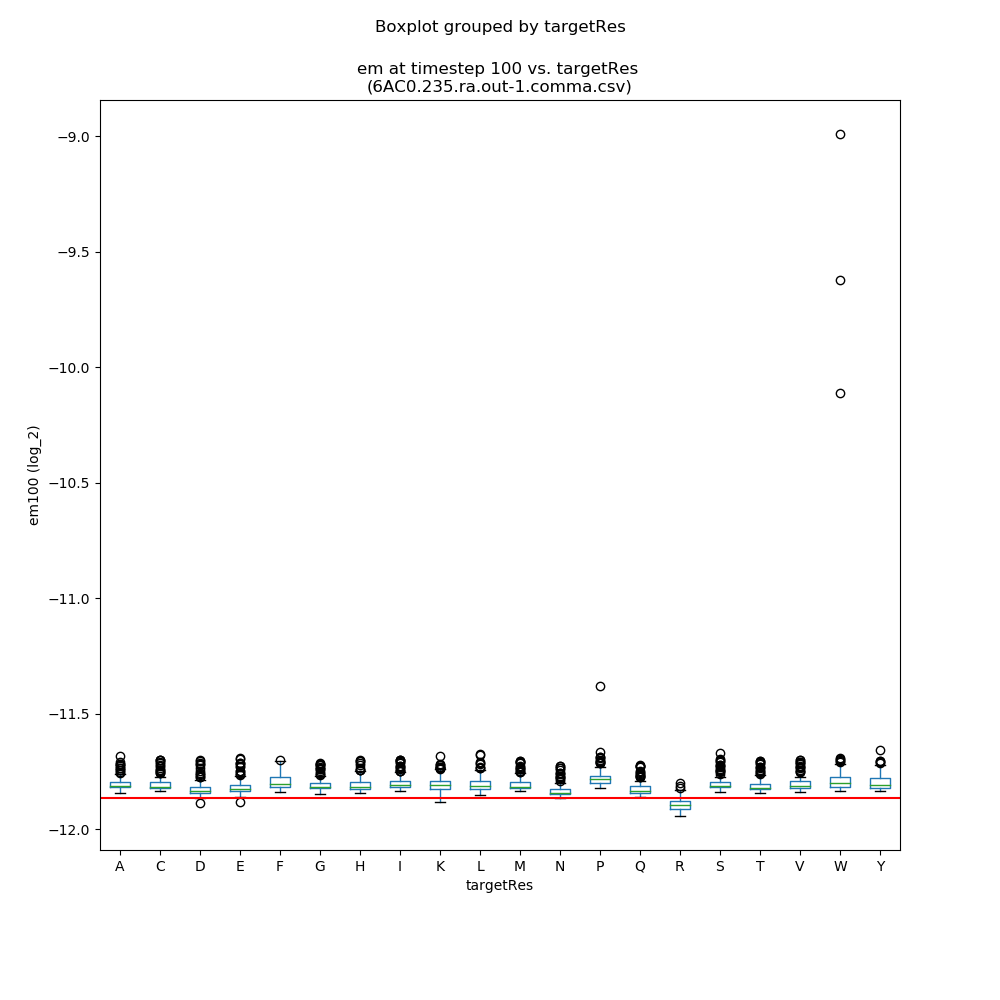 Boxplot grouped by targetRes
em at timestep 100 vs. targetRes
(6AC0.235.ra.out-1.comma.csv)
−9.0
−9.5
−10.0
−10.5
−11.0
−11.5
−12.0
em100 (log_2)
A C D E F G H I K L M N P Q R S T V W Y
targetRes